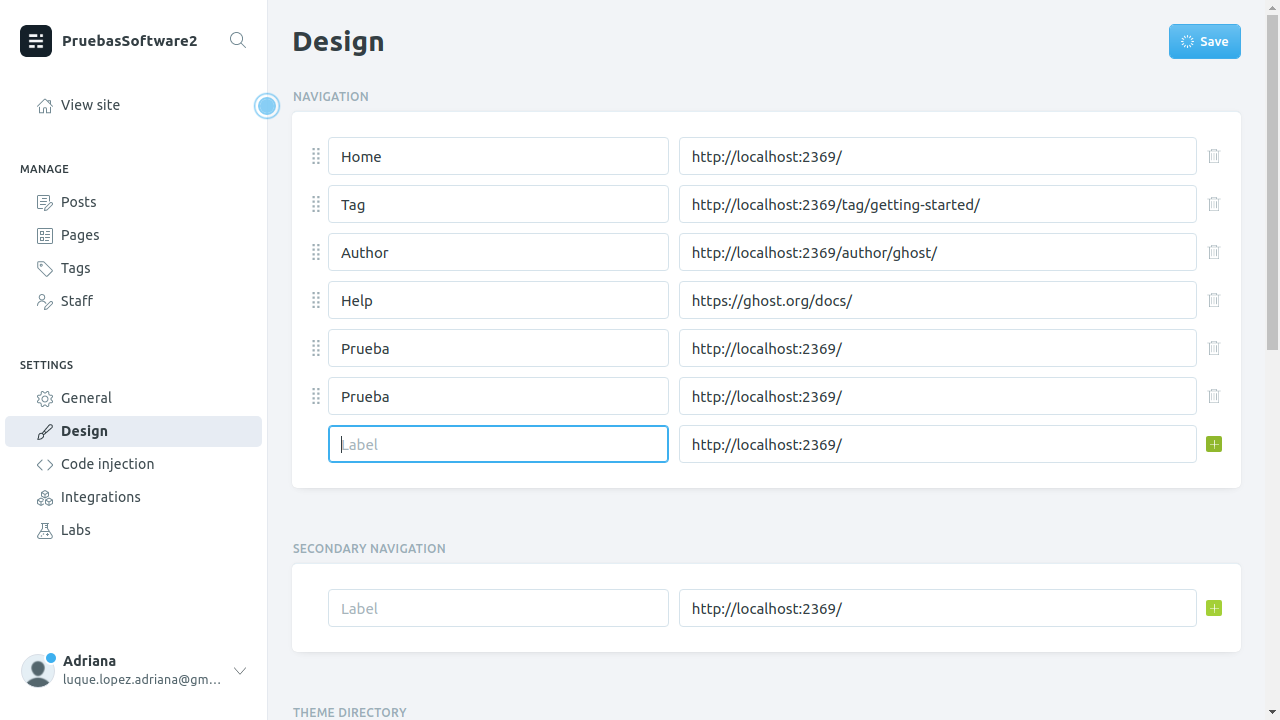 PruebasSoftware2
View site
MANAGE
Posts
Pages
Tags
Staff
SETTINGS
General
Design
Code injection
Integrations
Labs
Adriana
luque.lopez.adriana@gm...
Design
Save
NAVIGATION
Home http://localhost:2369/
Tag http://localhost:2369/tag/getting-started/
Author http://localhost:2369/author/ghost/
Help https://ghost.org/docs/
Prueba http://localhost:2369/
Prueba http://localhost:2369/
Label http://localhost:2369/
SECONDARY NAVIGATION
Label http://localhost:2369/
THEME DIRECTORY